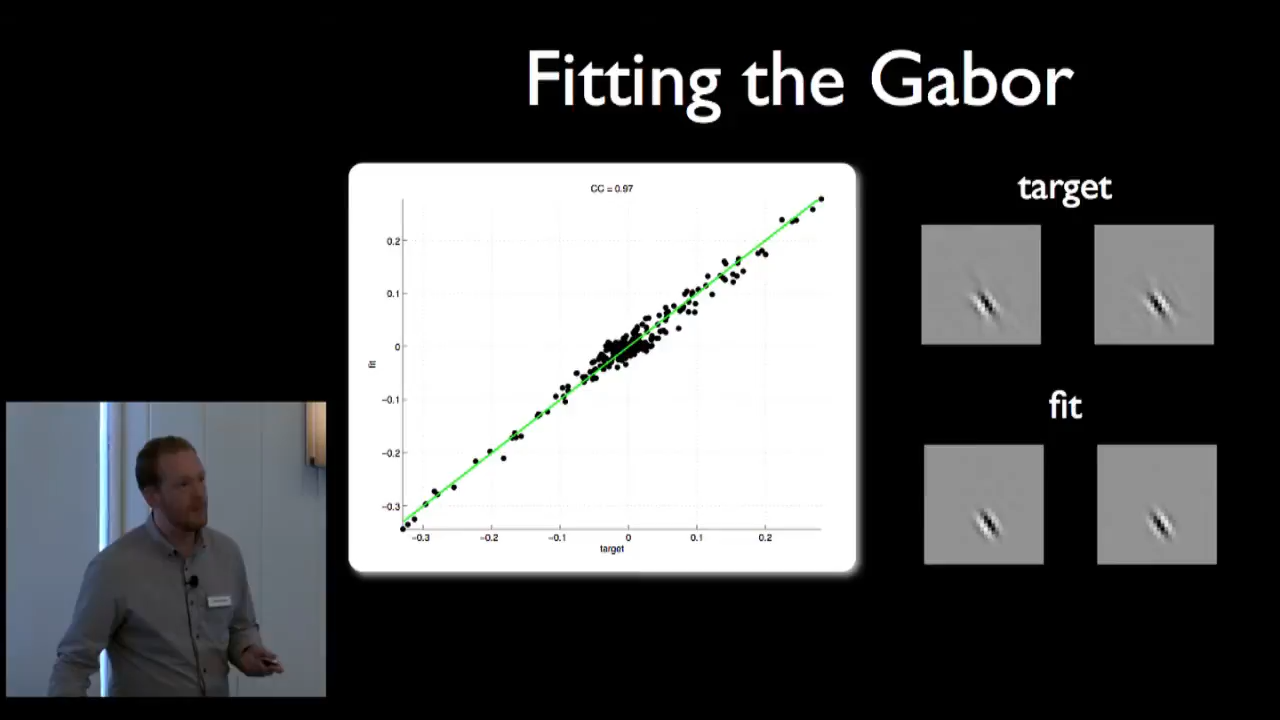 Fitting the Gabor
CC = 0.97
0.2
0.1
0
−0.1
−0.2
−0.3
fit
−0.3
−0.2
−0.1
0
0.1
0.2
target
target
fit